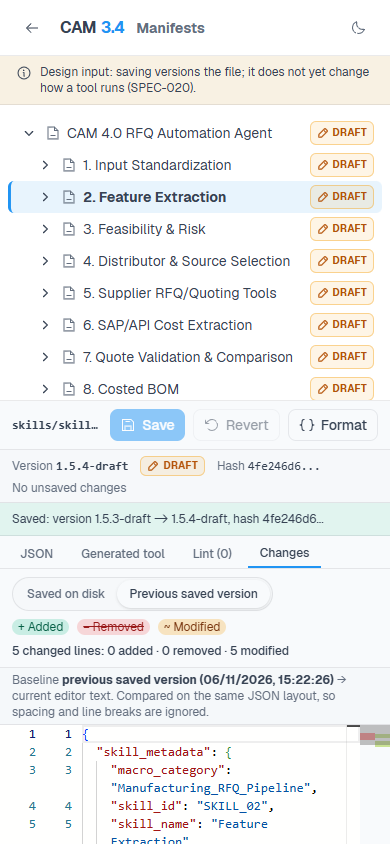 CAM 3.4 Manifests
Design input: saving versions the file; it does not yet change
how a tool runs (SPEC-020).
CAM 4.0 RFQ Automation Agent DRAFT
1. Input Standardization DRAFT
2. Feature Extraction DRAFT
3. Feasibility & Risk DRAFT
4. Distributor & Source Selection DRAFT
5. Supplier RFQ/Quoting Tools DRAFT
6. SAP/API Cost Extraction DRAFT
7. Quote Validation & Comparison DRAFT
8. Costed BOM DRAFT
skills/skill… Save Revert {} Format
Version 1.5.4-draft DRAFT Hash 4fe246d6...
No unsaved changes
Saved: version 1.5.3-draft → 1.5.4-draft, hash 4fe246d6…
JSON Generated tool Lint (0) Changes
Saved on disk Previous saved version
+ Added − Removed ~ Modified
5 changed lines: 0 added · 0 removed · 5 modified
Baseline previous saved version (06/11/2026, 15:22:26) →
current editor text. Compared on the same JSON layout, so
spacing and line breaks are ignored.
1 1 {
2 2 "skill_metadata": {
3 3 "macro_category":
"Manufacturing_RFQ_Pipeline",
4 4 "skill_id": "SKILL_02",
5 5 "skill_name": "Feature
Extraction"